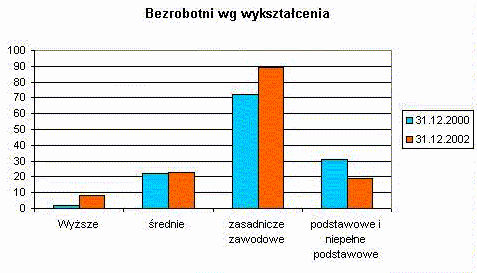 Bezrobotni wg wykształcenia
100
90
80
70
60
50
40
30
20
10
0
Wyższe
średnie
zasadnicze
zawodowe
podstawowe i
niepełne
podstawowe
31.12.2000
31.12.2002